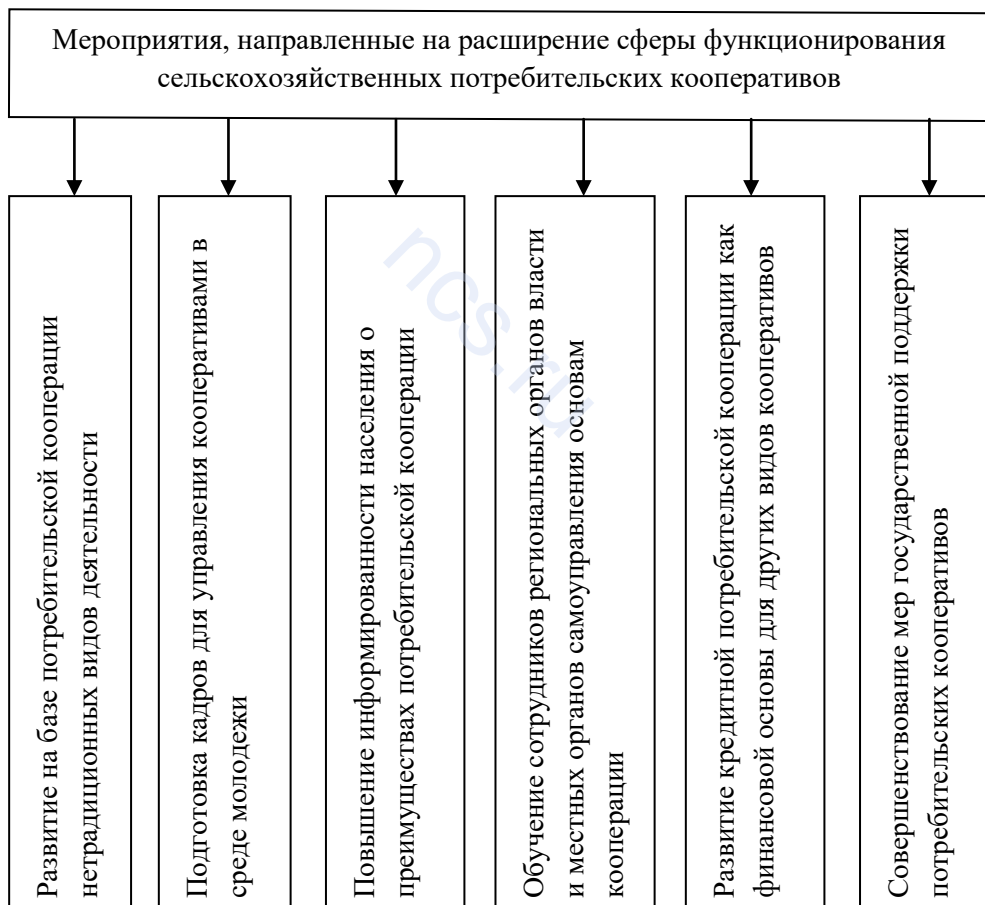 Мероприятия, направленные на расширение сферы функционирования
сельскохозяйственных потребительских кооперативов
Развитие на базе потребительской кооперации
нетрадиционных видов деятельности
Подготовка кадров для управления кооперативами в
среде молодежи
Повышение информированности населения о
преимуществах потребительской кооперации
Обучение сотрудников региональных органов власти
и местных органов самоуправления основам
кооперации
Развитие кредитной потребительской кооперации как
финансовой основы для других видов кооперативов
Совершенствование мер государственной поддержки
потребительских кооперативов
ncs.ru